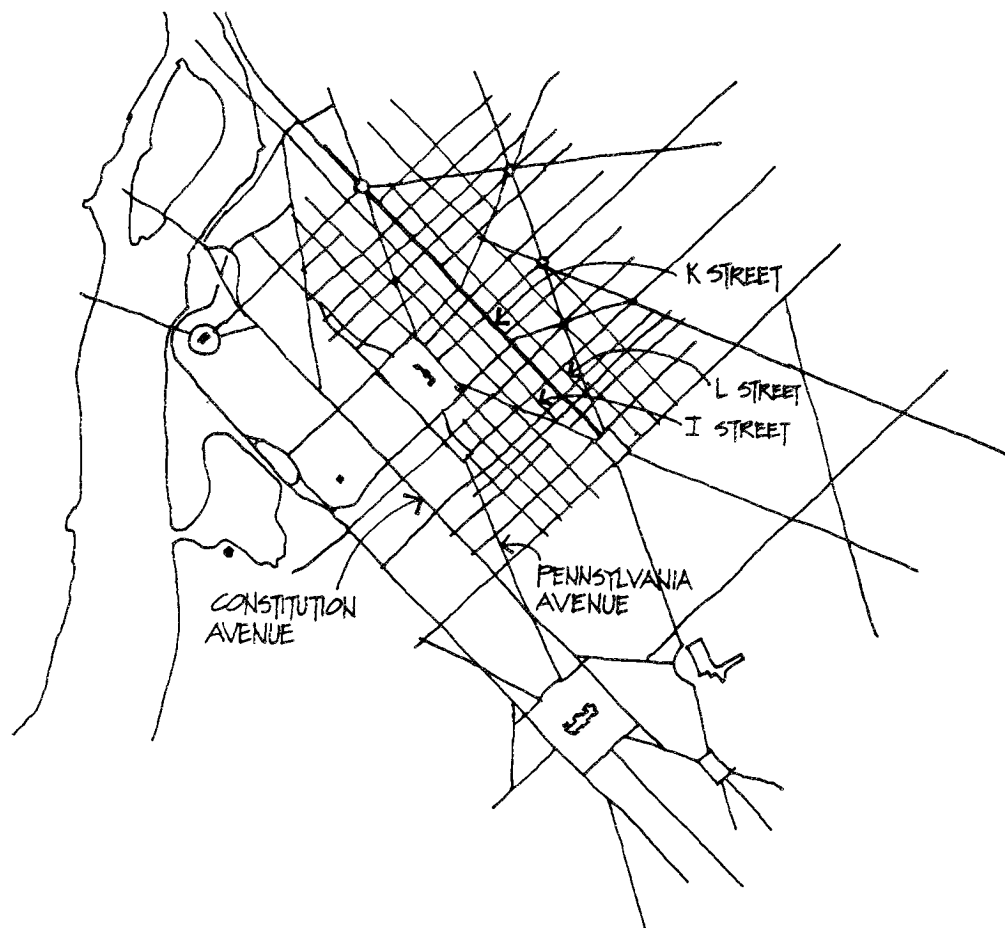 K STREET
L STREET
I STREET
PENNSYLVANIA
AVENUE
CONSTITUTION
AVENUE